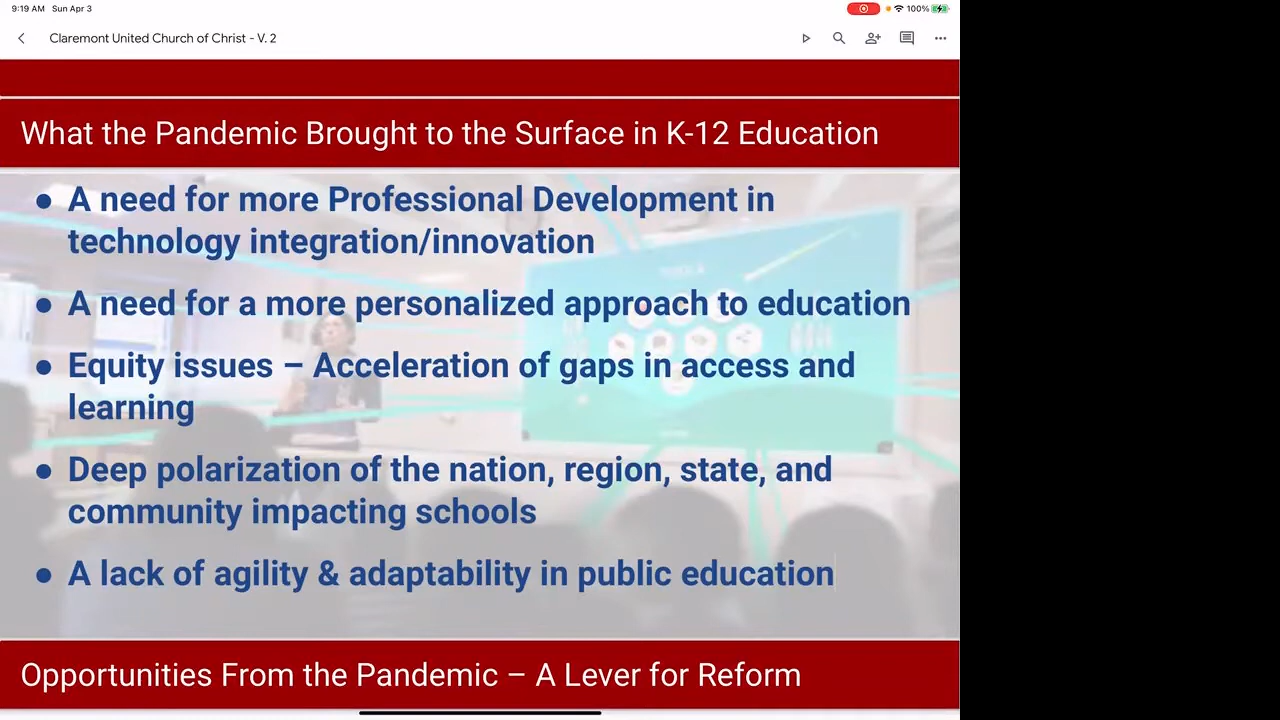 9:19 AM Sun Apr 3
100%
Claremont United Church of Christ - V. 2
What the Pandemic Brought to the Surface in K-12 Education
● A need for more Professional Development in
technology integration/innovation
● A need for a more personalized approach to education
● Equity issues – Acceleration of gaps in access and
learning
● Deep polarization of the nation, region, state, and
community impacting schools
● A lack of agility & adaptability in public education
Opportunities From the Pandemic – A Lever for Reform